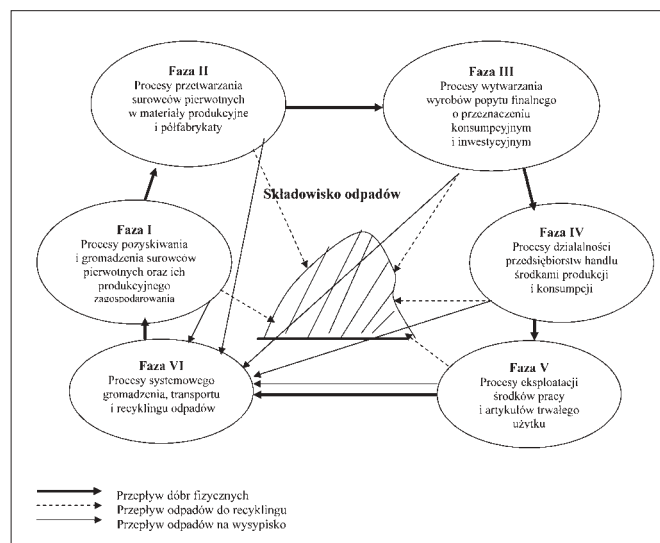 Faza II
Procesy przetwarzania
surowców pierwotnych
w materiały produkcyjne
i półfabrykaty
Faza III
Procesy wytwarzania
wyrobów popytu finalnego
o przeznaczeniu
konsumpcyjnym
i inwestycyjnym
Składowisko odpadów
Faza I
Procesy pozyskiwania
i gromadzenia surowców
pierwotnych oraz ich
produkcyjnego
zagospodarowania
Faza IV
Procesy działalności
przedsiębiorstw handlu
środkami produkcji
i konsumpcji
Faza VI
Procesy systemowego
gromadzenia, transportu
i recyklingu odpadów
Faza V
Procesy eksploatacji
środków pracy
i artykułów trwałego
użytku
Przepływ dóbr fizycznych
Przepływ odpadów do recyklingu
Przepływ odpadów na wysypisko